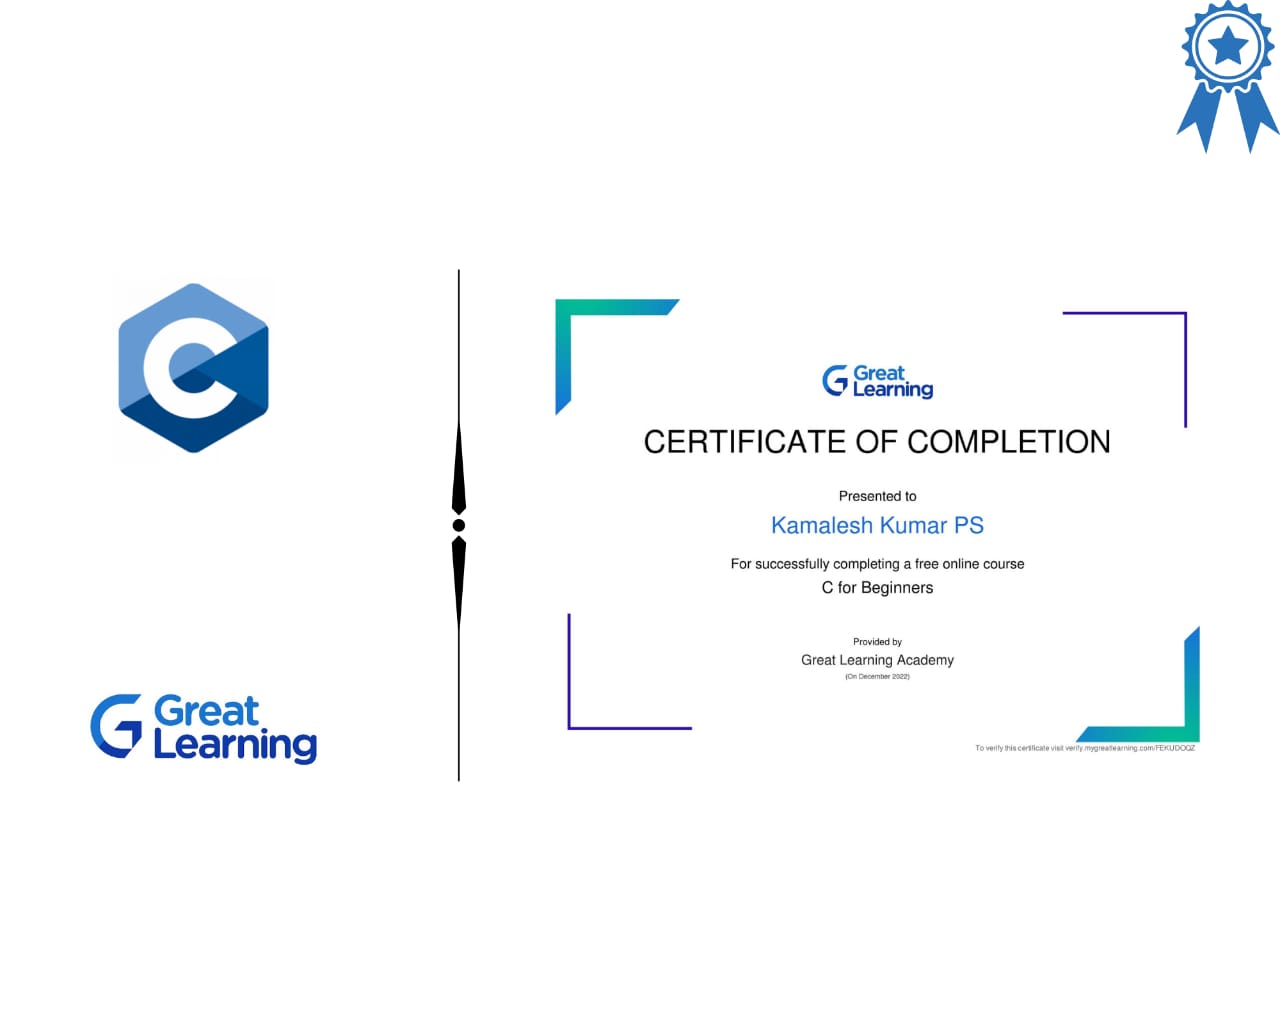 Great
Learning
Great
Learning
CERTIFICATE OF COMPLETION
Presented to
Kamalesh Kumar PS
For successfully completing a free online course
C for Beginners
Provided by
Great Learning Academy
(On December 2022)
To verify this certificate visit verify.mygreatlearning.com/FEKUDOQZ